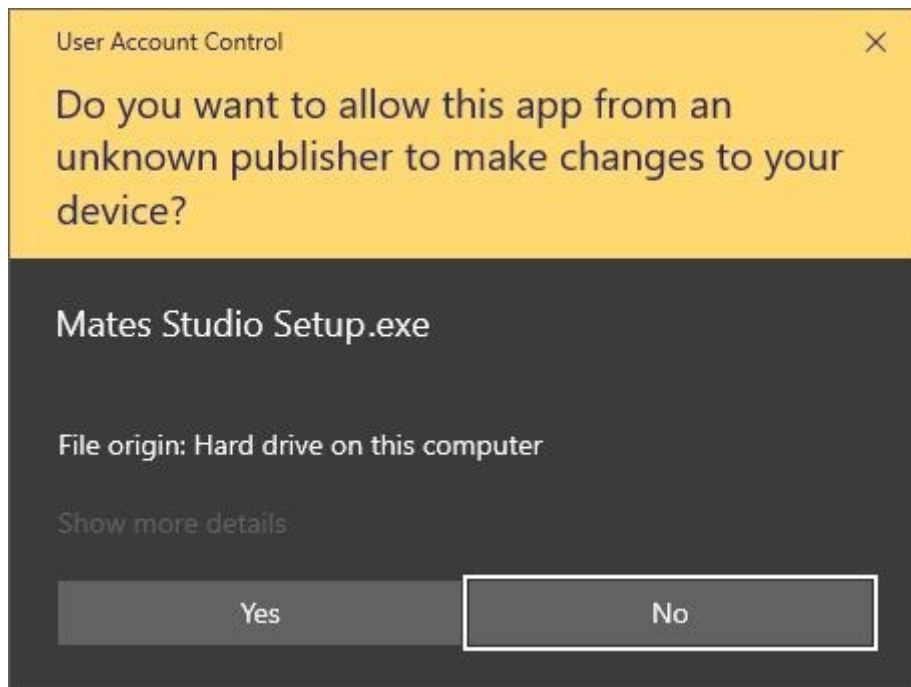 User Account Control
Do you want to allow this app from an
unknown publisher to make changes to your
device?
Mates Studio Setup.exe
File origin: Hard drive on this computer
Show more details
Yes
No